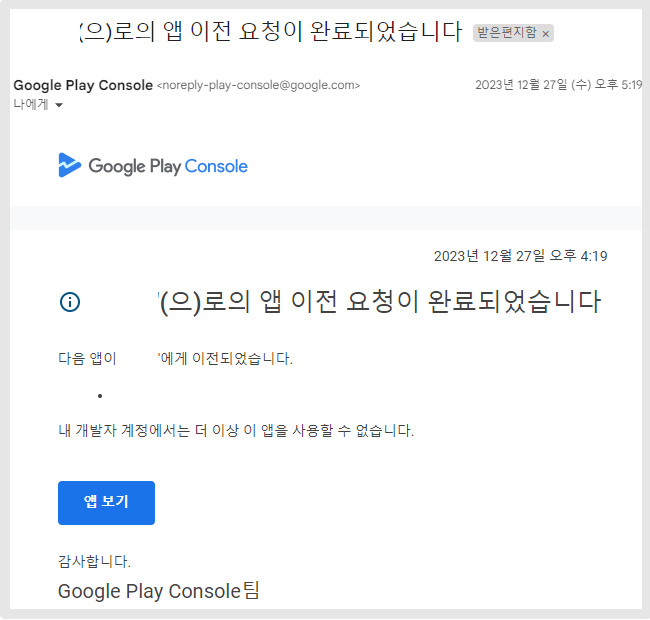 (으)로의 앱 이전 요청이 완료되었습니다 받은편지함 ×
Google Play Console <noreply-play-console@google.com> 2023년 12월 27일 (수) 오후 5:19
나에게
Google Play Console
2023년 12월 27일 오후 4:19
'(으)로의 앱 이전 요청이 완료되었습니다
다음 앱이 '에게 이전되었습니다.
•
내 개발자 계정에서는 더 이상 이 앱을 사용할 수 없습니다.
앱 보기
감사합니다.
Google Play Console팀